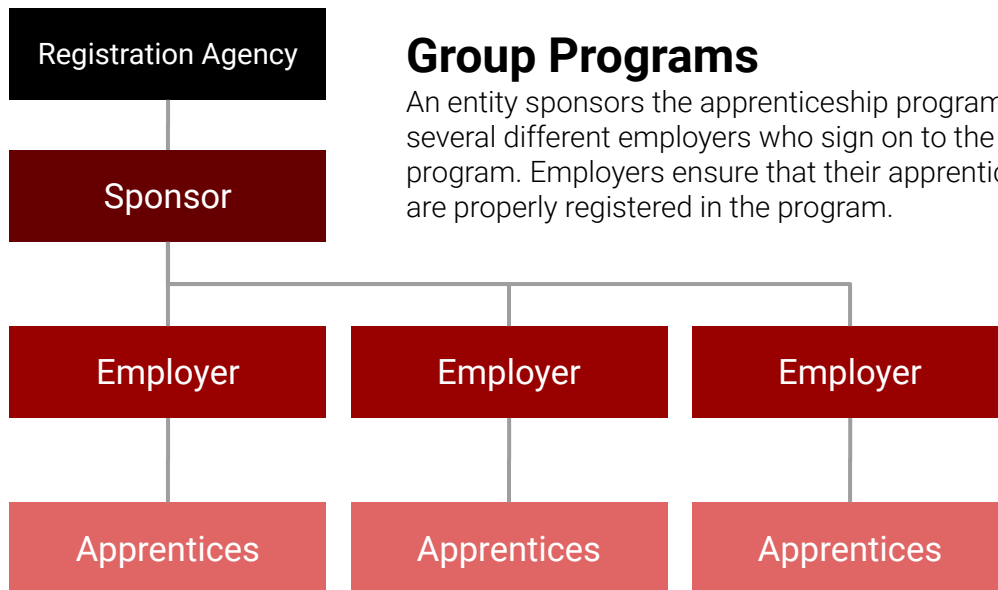 Registration Agency
Group Programs
An entity sponsors the apprenticeship program
several different employers who sign on to the
program. Employers ensure that their
are properly registered in the program.
Sponsor
Employer
Employer
Employer
Apprentices
Apprentices
Apprentices